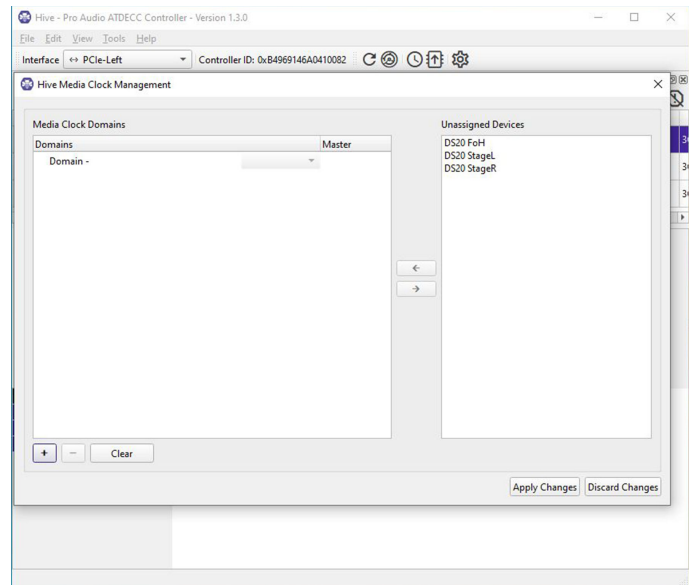 Hive - Pro Audio ATDECC Controller - Version 1.3.0
File Edit View Tools Help
Interface PCIe-Left Controller ID: 0xB4969146A0410082
Hive Media Clock Management
Media Clock Domains Unassigned Devices
Domains Master
Domain -
DS20 FoH
DS20 StageL
DS20 StageR
Clear
Apply Changes Discard Changes